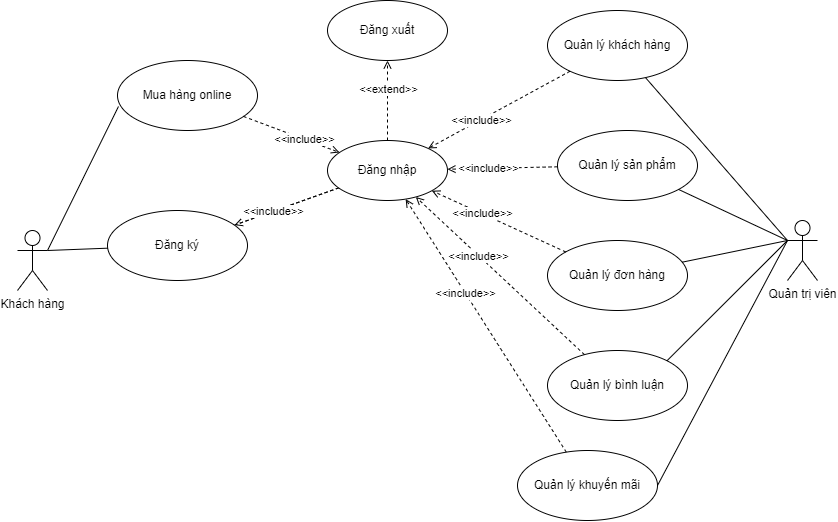 Đăng xuất
Quản lý khách hàng
Mua hàng online
<<extend>>
<<include>>
<<include>>
Đăng nhập
Quản lý sản phẩm
<<include>>
<<include>>
<<include>>
Đăng ký
Khách hàng
<<include>>
Quản lý đơn hàng
Quản trị viên
<<include>>
Quản lý bình luận
Quản lý khuyến mãi